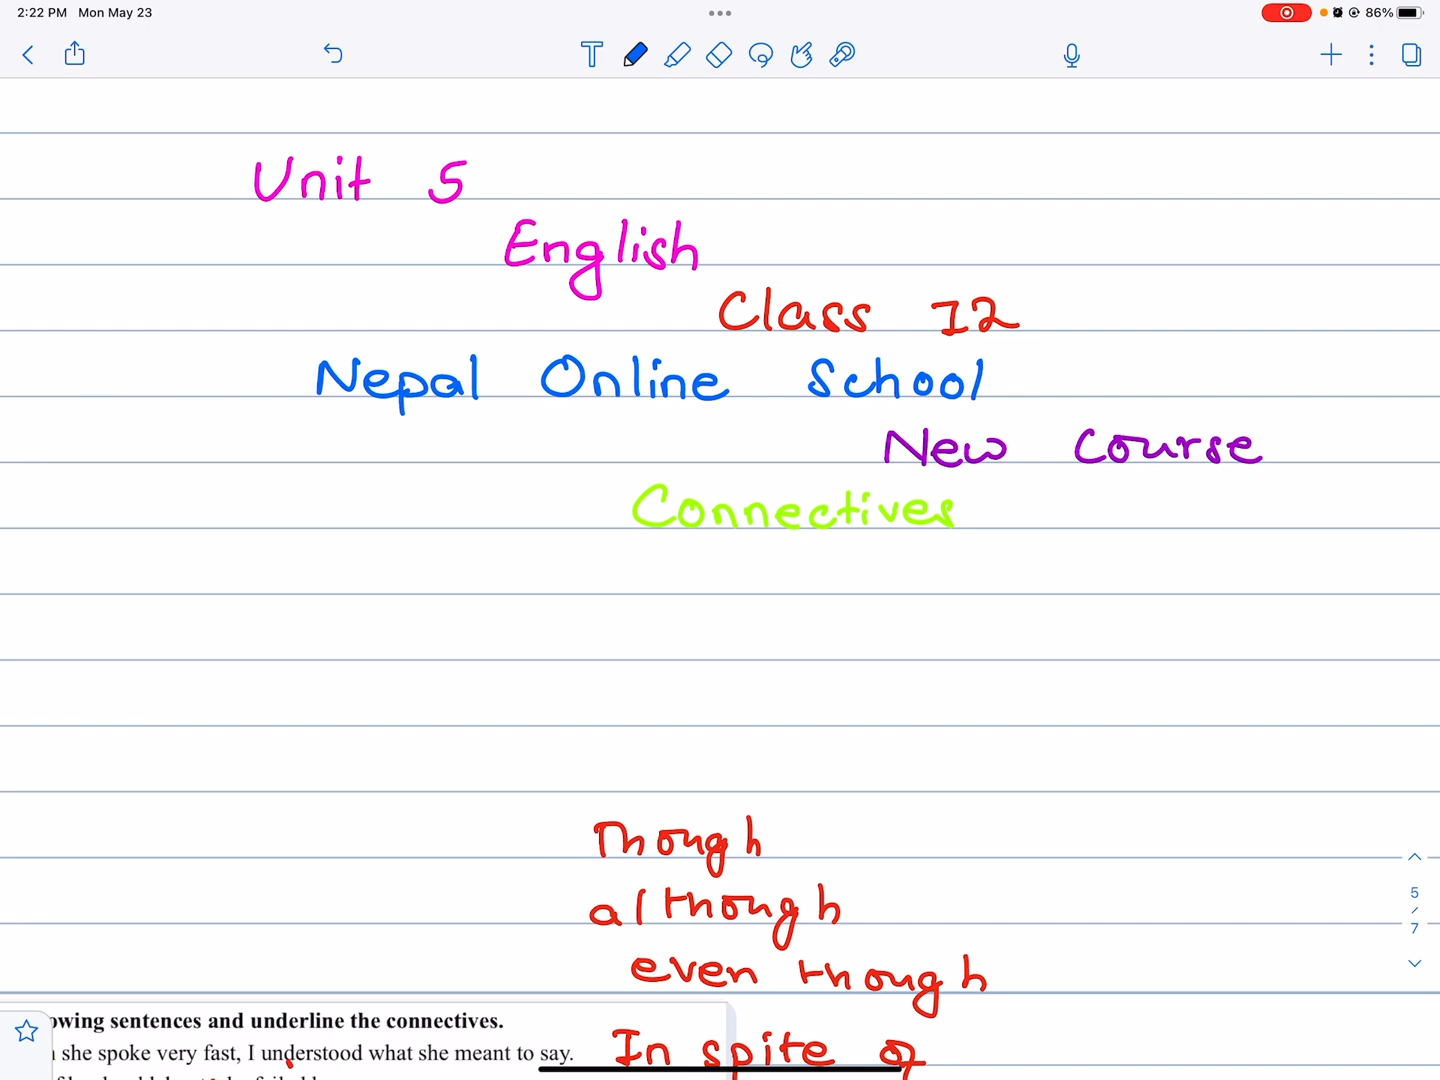 2:22 PM Mon May 23
86%
Unit 5
English
Class 12
Nepal Online School
New Course
Connectives
Though
although
even though
5
/
7
owing sentences and underline the connectives.
she spoke very fast, I understood what she meant to say.
In spite of